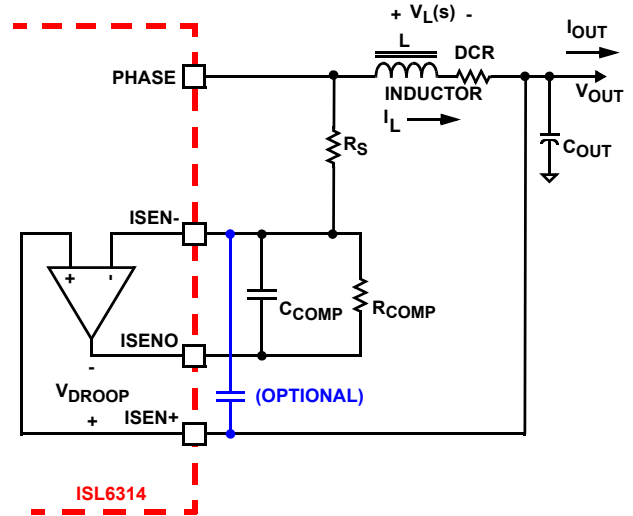 + VL(s) -
L
DCR
IOUT
PHASE
INDUCTOR
VOUT
IL
COUT
RS
ISEN-
+ -
CCOMP
RCOMP
ISENO
-
VDROOP
(OPTIONAL)
+
ISEN+
ISL6314